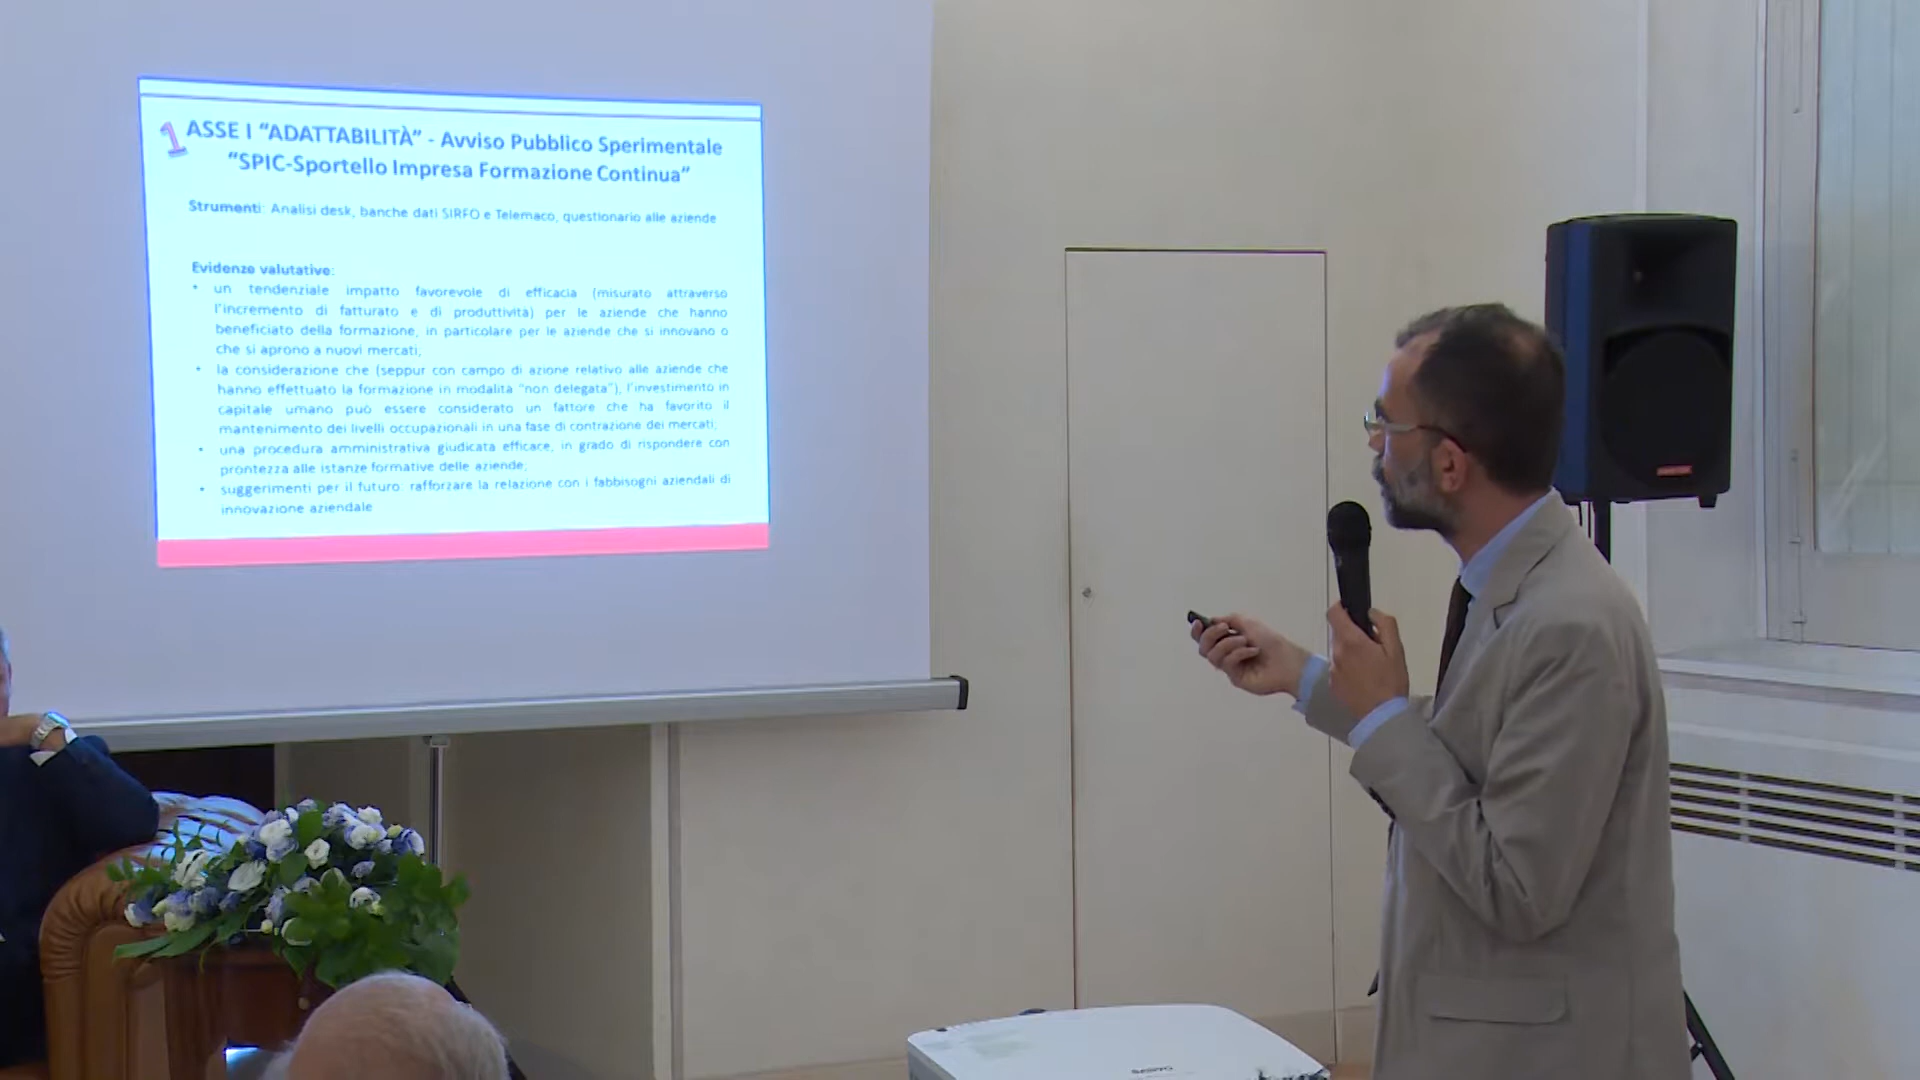 1
ASSE I “ADATTABILITÀ” - Avviso Pubblico Sperimentale
“SPIC-Sportello Impresa Formazione Continua”
Strumenti: Analisi desk, banche dati SIRFO e Telemaco, questionario alle aziende
Evidenze valutative:
• un tendenziale impatto favorevole di efficacia (misurato attraverso
l’incremento di fatturato e di produttività) per le aziende che hanno
beneficiato della formazione, in particolare per le aziende che si innovano o
che si aprono a nuovi mercati;
• la considerazione che (seppur con campo di azione relativo alle aziende che
hanno effettuato la formazione in modalità “non delegata”), l’investimento in
capitale umano può essere considerato un fattore che ha favorito il
mantenimento dei livelli occupazionali in una fase di contrazione dei mercati;
• una procedura amministrativa giudicata efficace, in grado di rispondere con
prontezza alle istanze formative delle aziende;
• suggerimenti per il futuro: rafforzare la relazione con i fabbisogni aziendali di
innovazione aziendale
SANYO